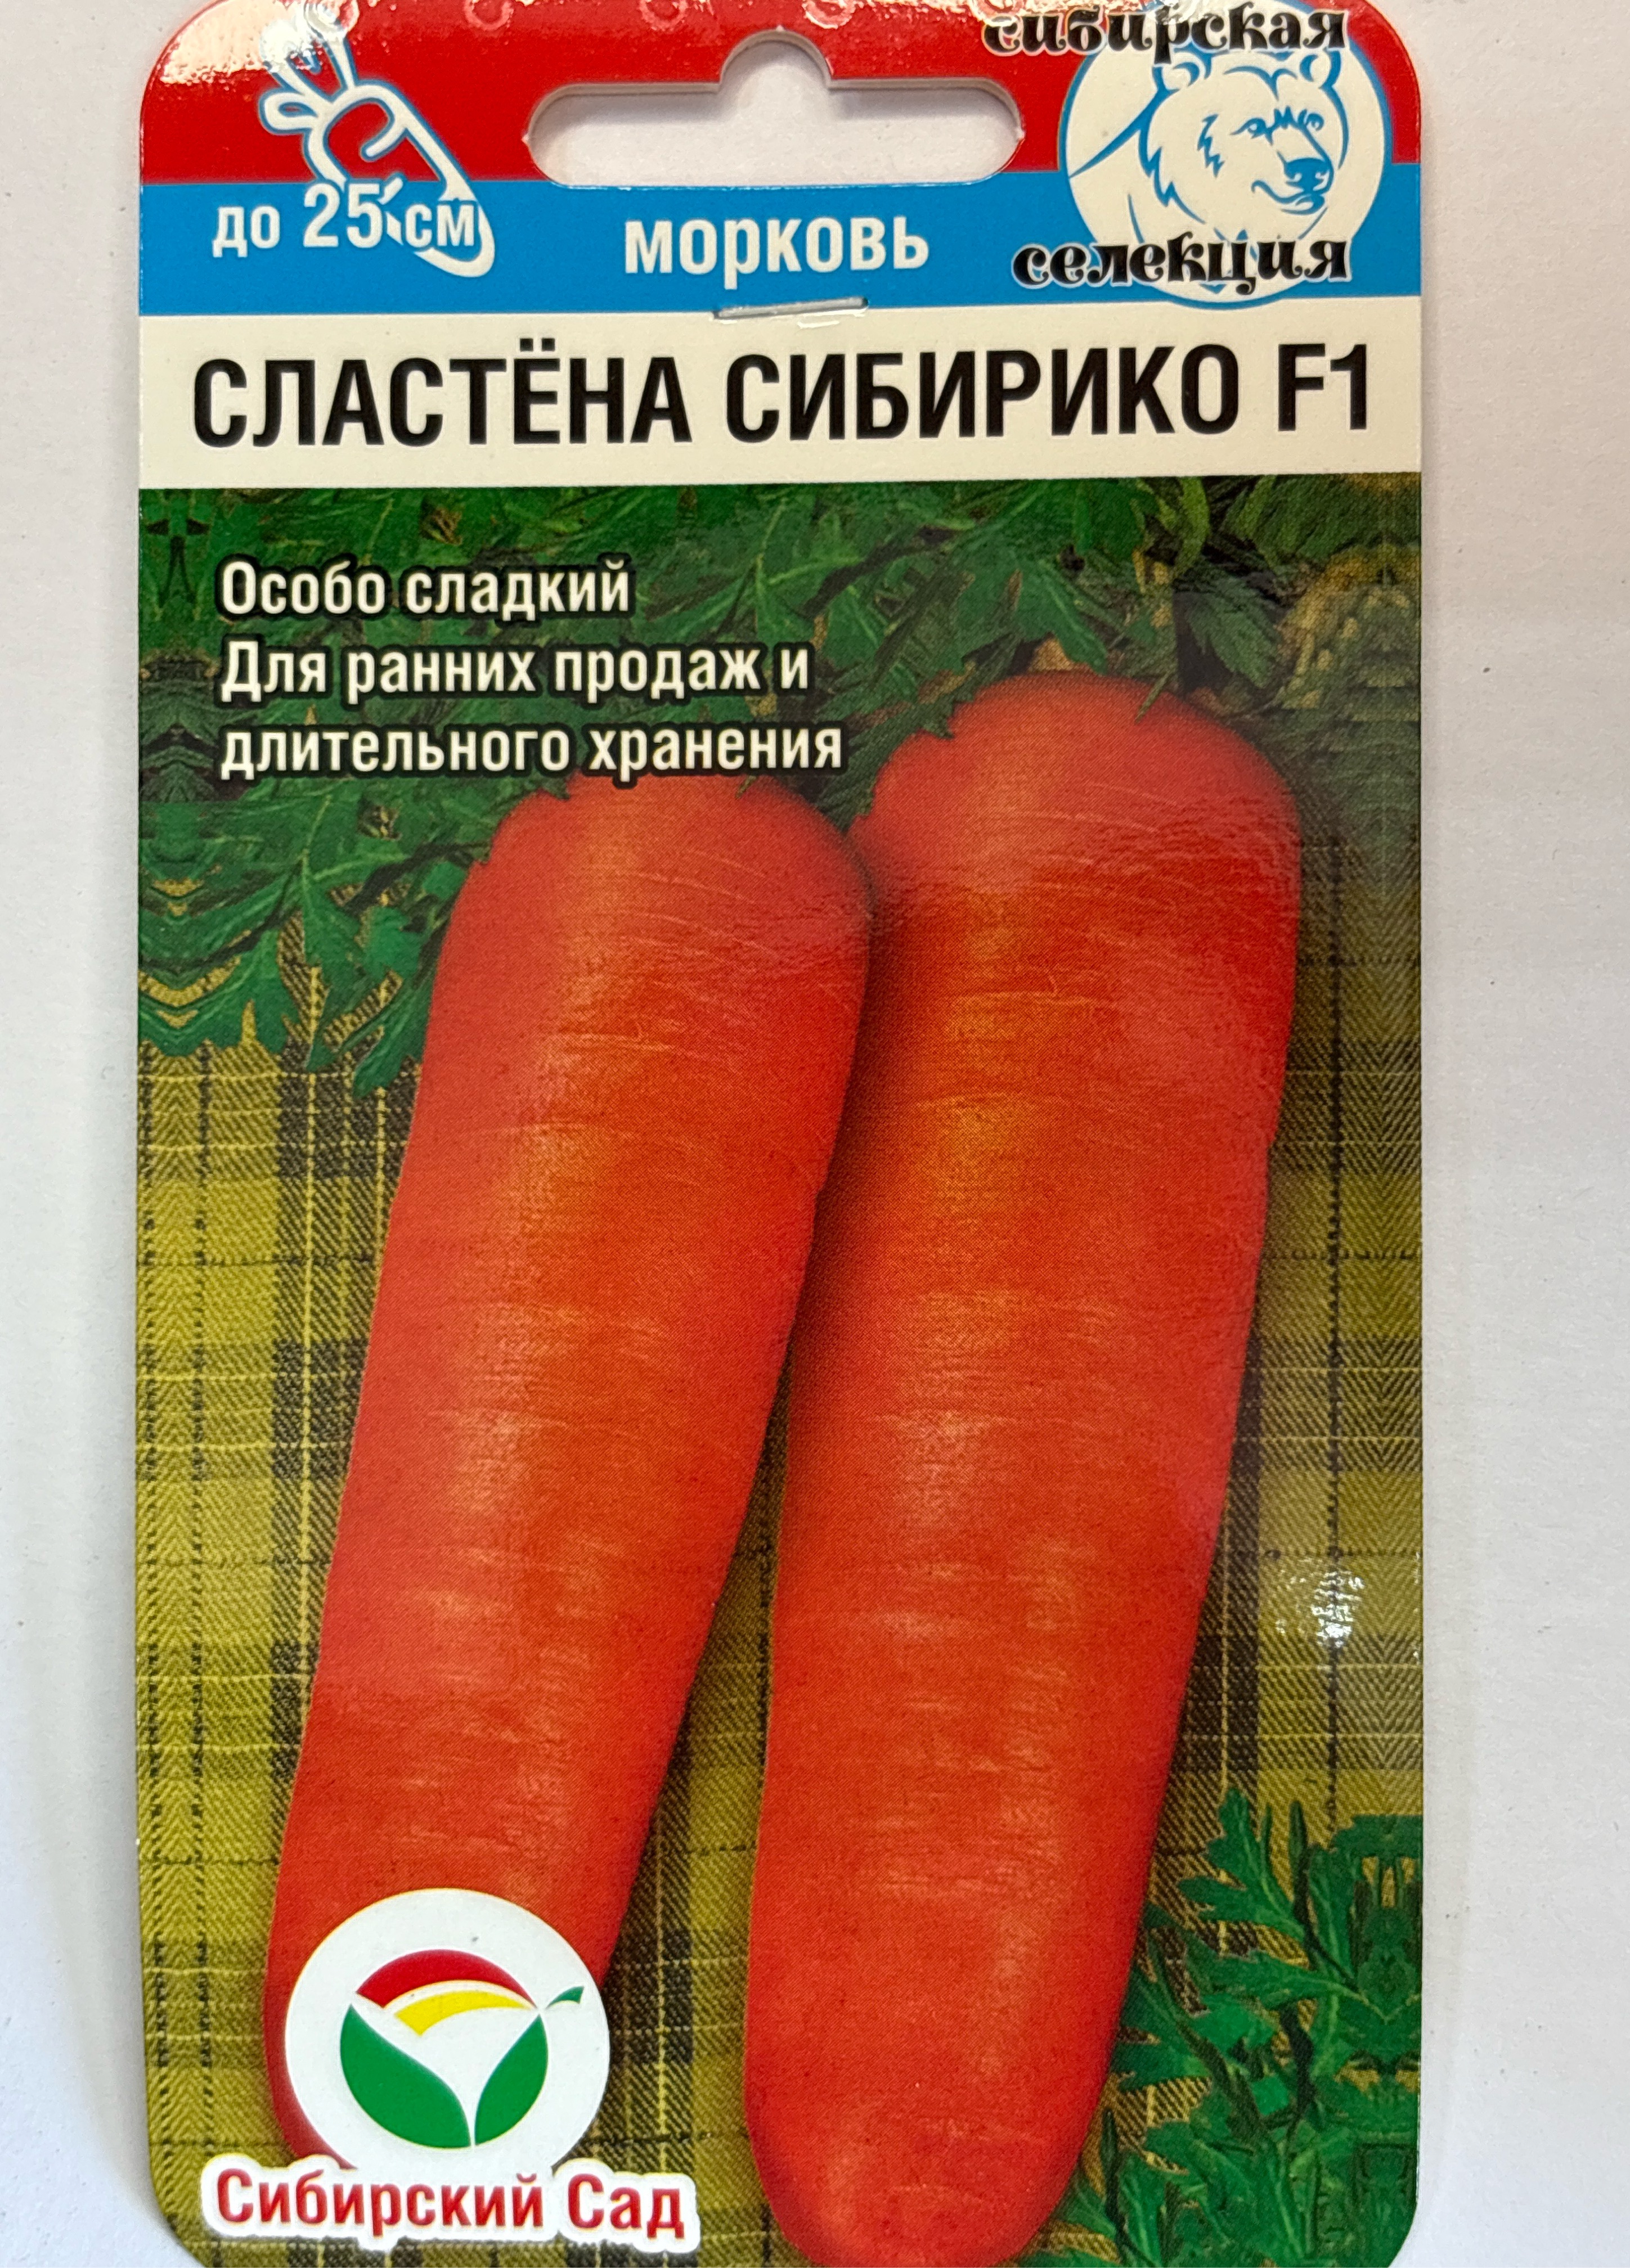 сибирская
до 25 см
морковь
селекция
СЛАСТЁНА СИБИРИКО F1
Особо сладкий
Для ранних продаж и
длительного хранения
Сибирский Сад